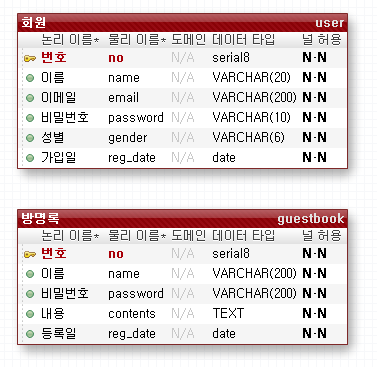 회원 user
논리 이름* 물리 이름* 도메인 데이터 타입 널 허용
번호 no N/A serial8 N-N
이름 name N/A VARCHAR(20) N-N
이메일 email N/A VARCHAR(200) N-N
비밀번호 password N/A VARCHAR(10) N-N
성별 gender N/A VARCHAR(6) N-N
가입일 reg_date N/A date N-N
방명록 guestbook
논리 이름* 물리 이름* 도메인 데이터 타입 널 허용
번호 no N/A serial8 N-N
이름 name N/A VARCHAR(200) N-N
비밀번호 password N/A VARCHAR(200) N-N
내용 contents N/A TEXT N-N
등록일 reg_date N/A date N-N